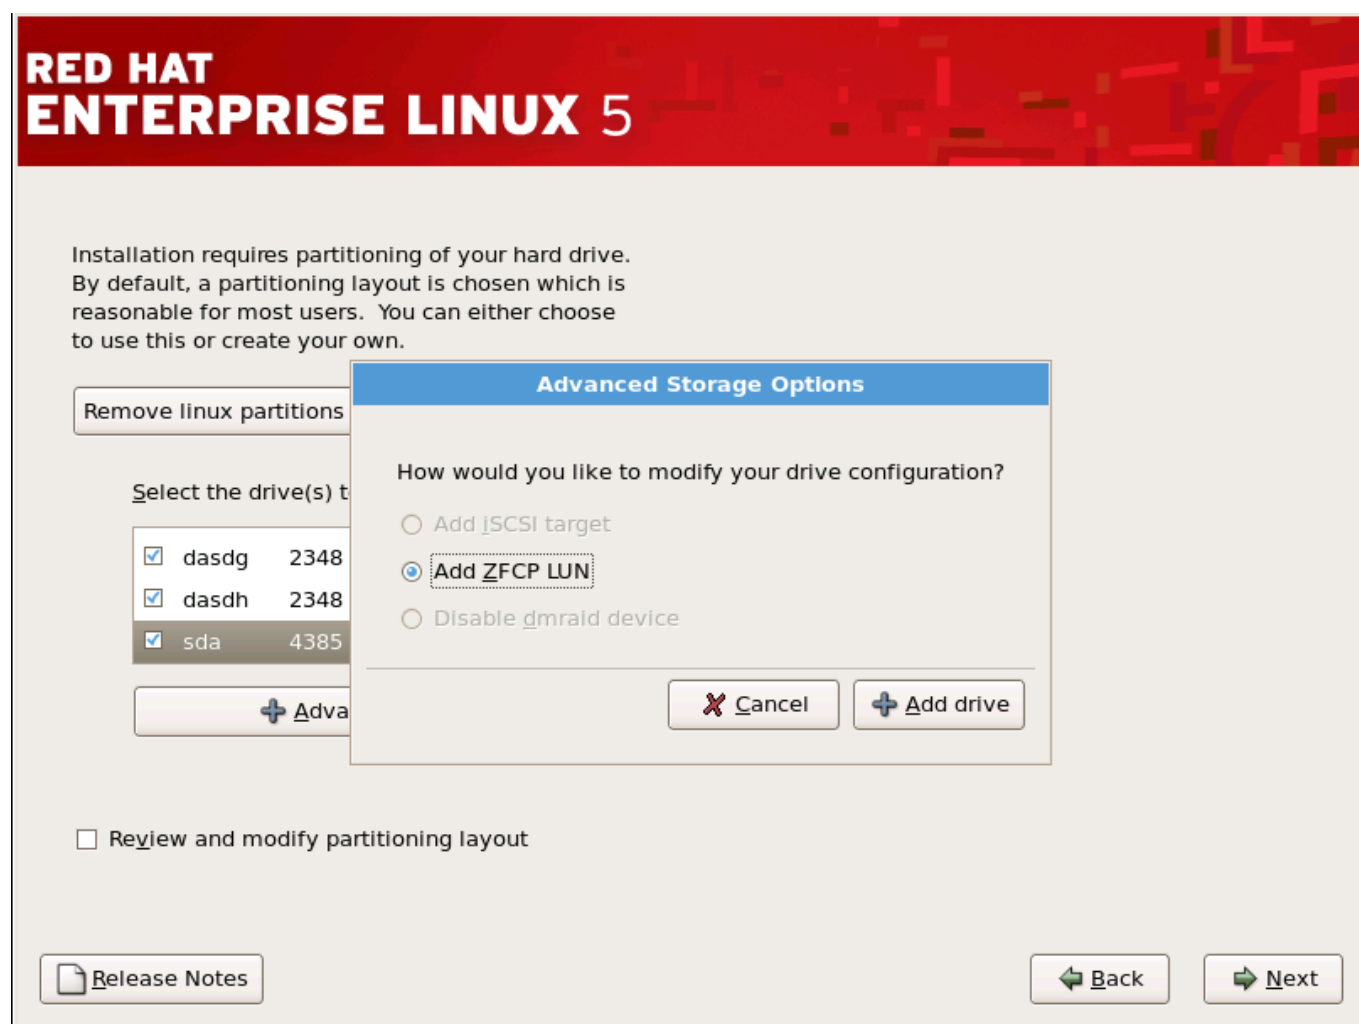 RED HAT
ENTERPRISE LINUX 5
Installation requires partitioning of your hard drive.
By default, a partitioning layout is chosen which is
reasonable for most users.  You can either choose
to use this or create your own.
Remove linux partitions
Advanced Storage Options
How would you like to modify your drive configuration?
Select the drive(s) t
Add iSCSI target
dasdg 2348
Add ZFCP LUN
dasdh 2348
Disable dmraid device
sda 4385
Adva
Cancel
Add drive
Review and modify partitioning layout
Release Notes
Back
Next